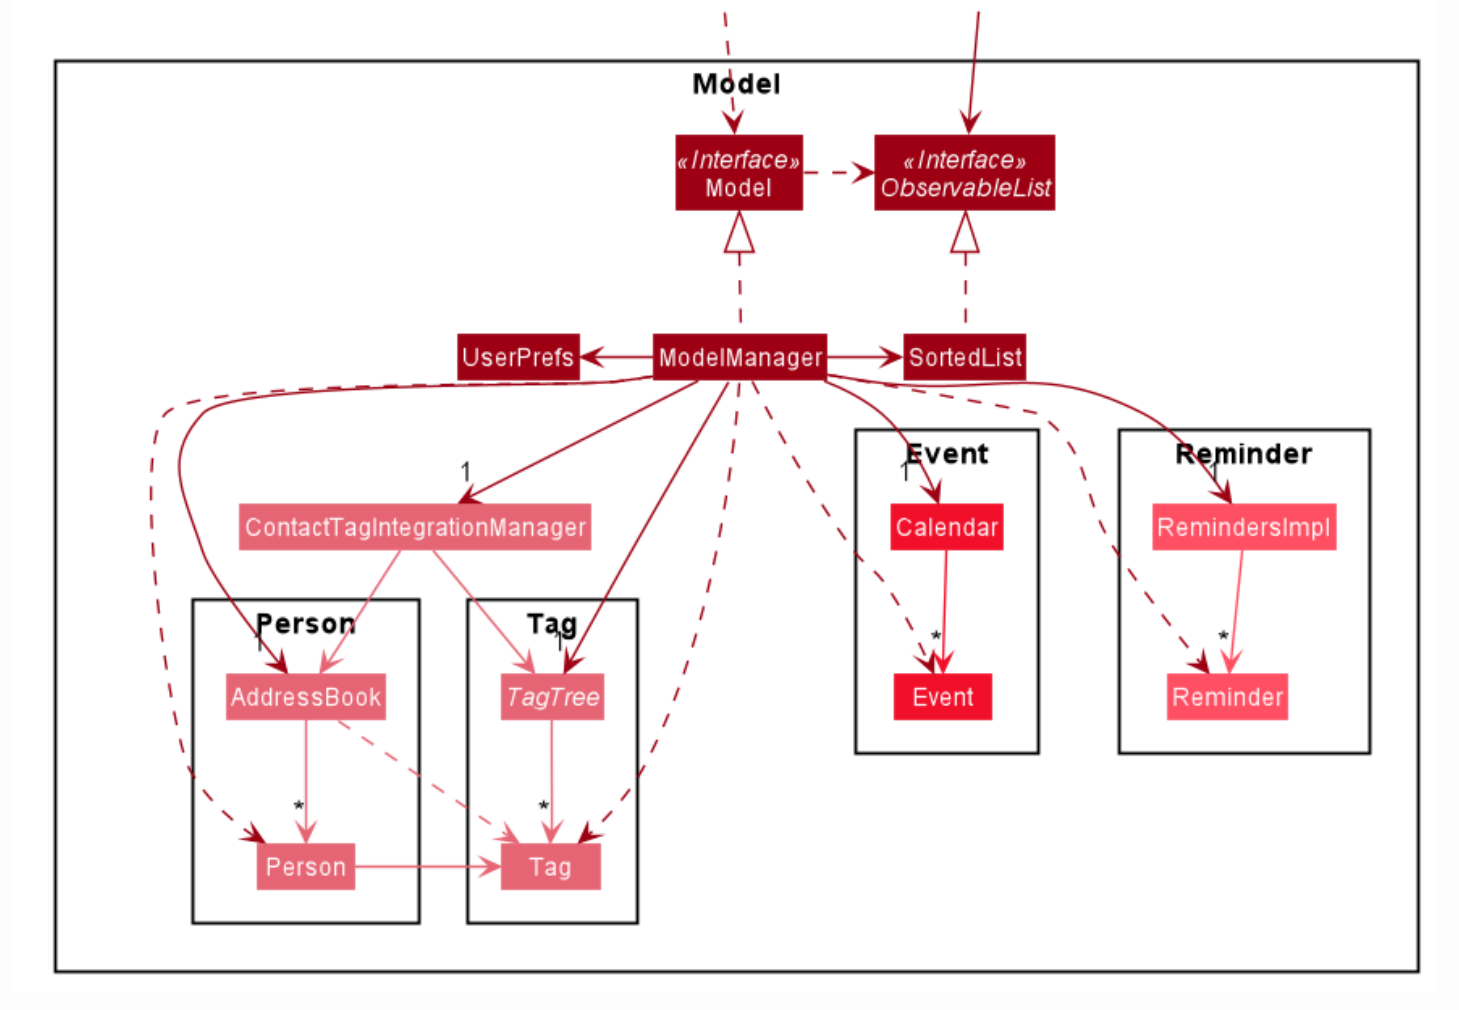 Model
«Interface»
Model
«Interface»
ObservableList
UserPrefs
ModelManager
SortedList
Event
Reminder
1
1
1
ContactTagIntegrationManager
Calendar
RemindersImpl
Person
Tag
1
1
*
*
AddressBook
TagTree
Event
Reminder
*
*
Person
Tag